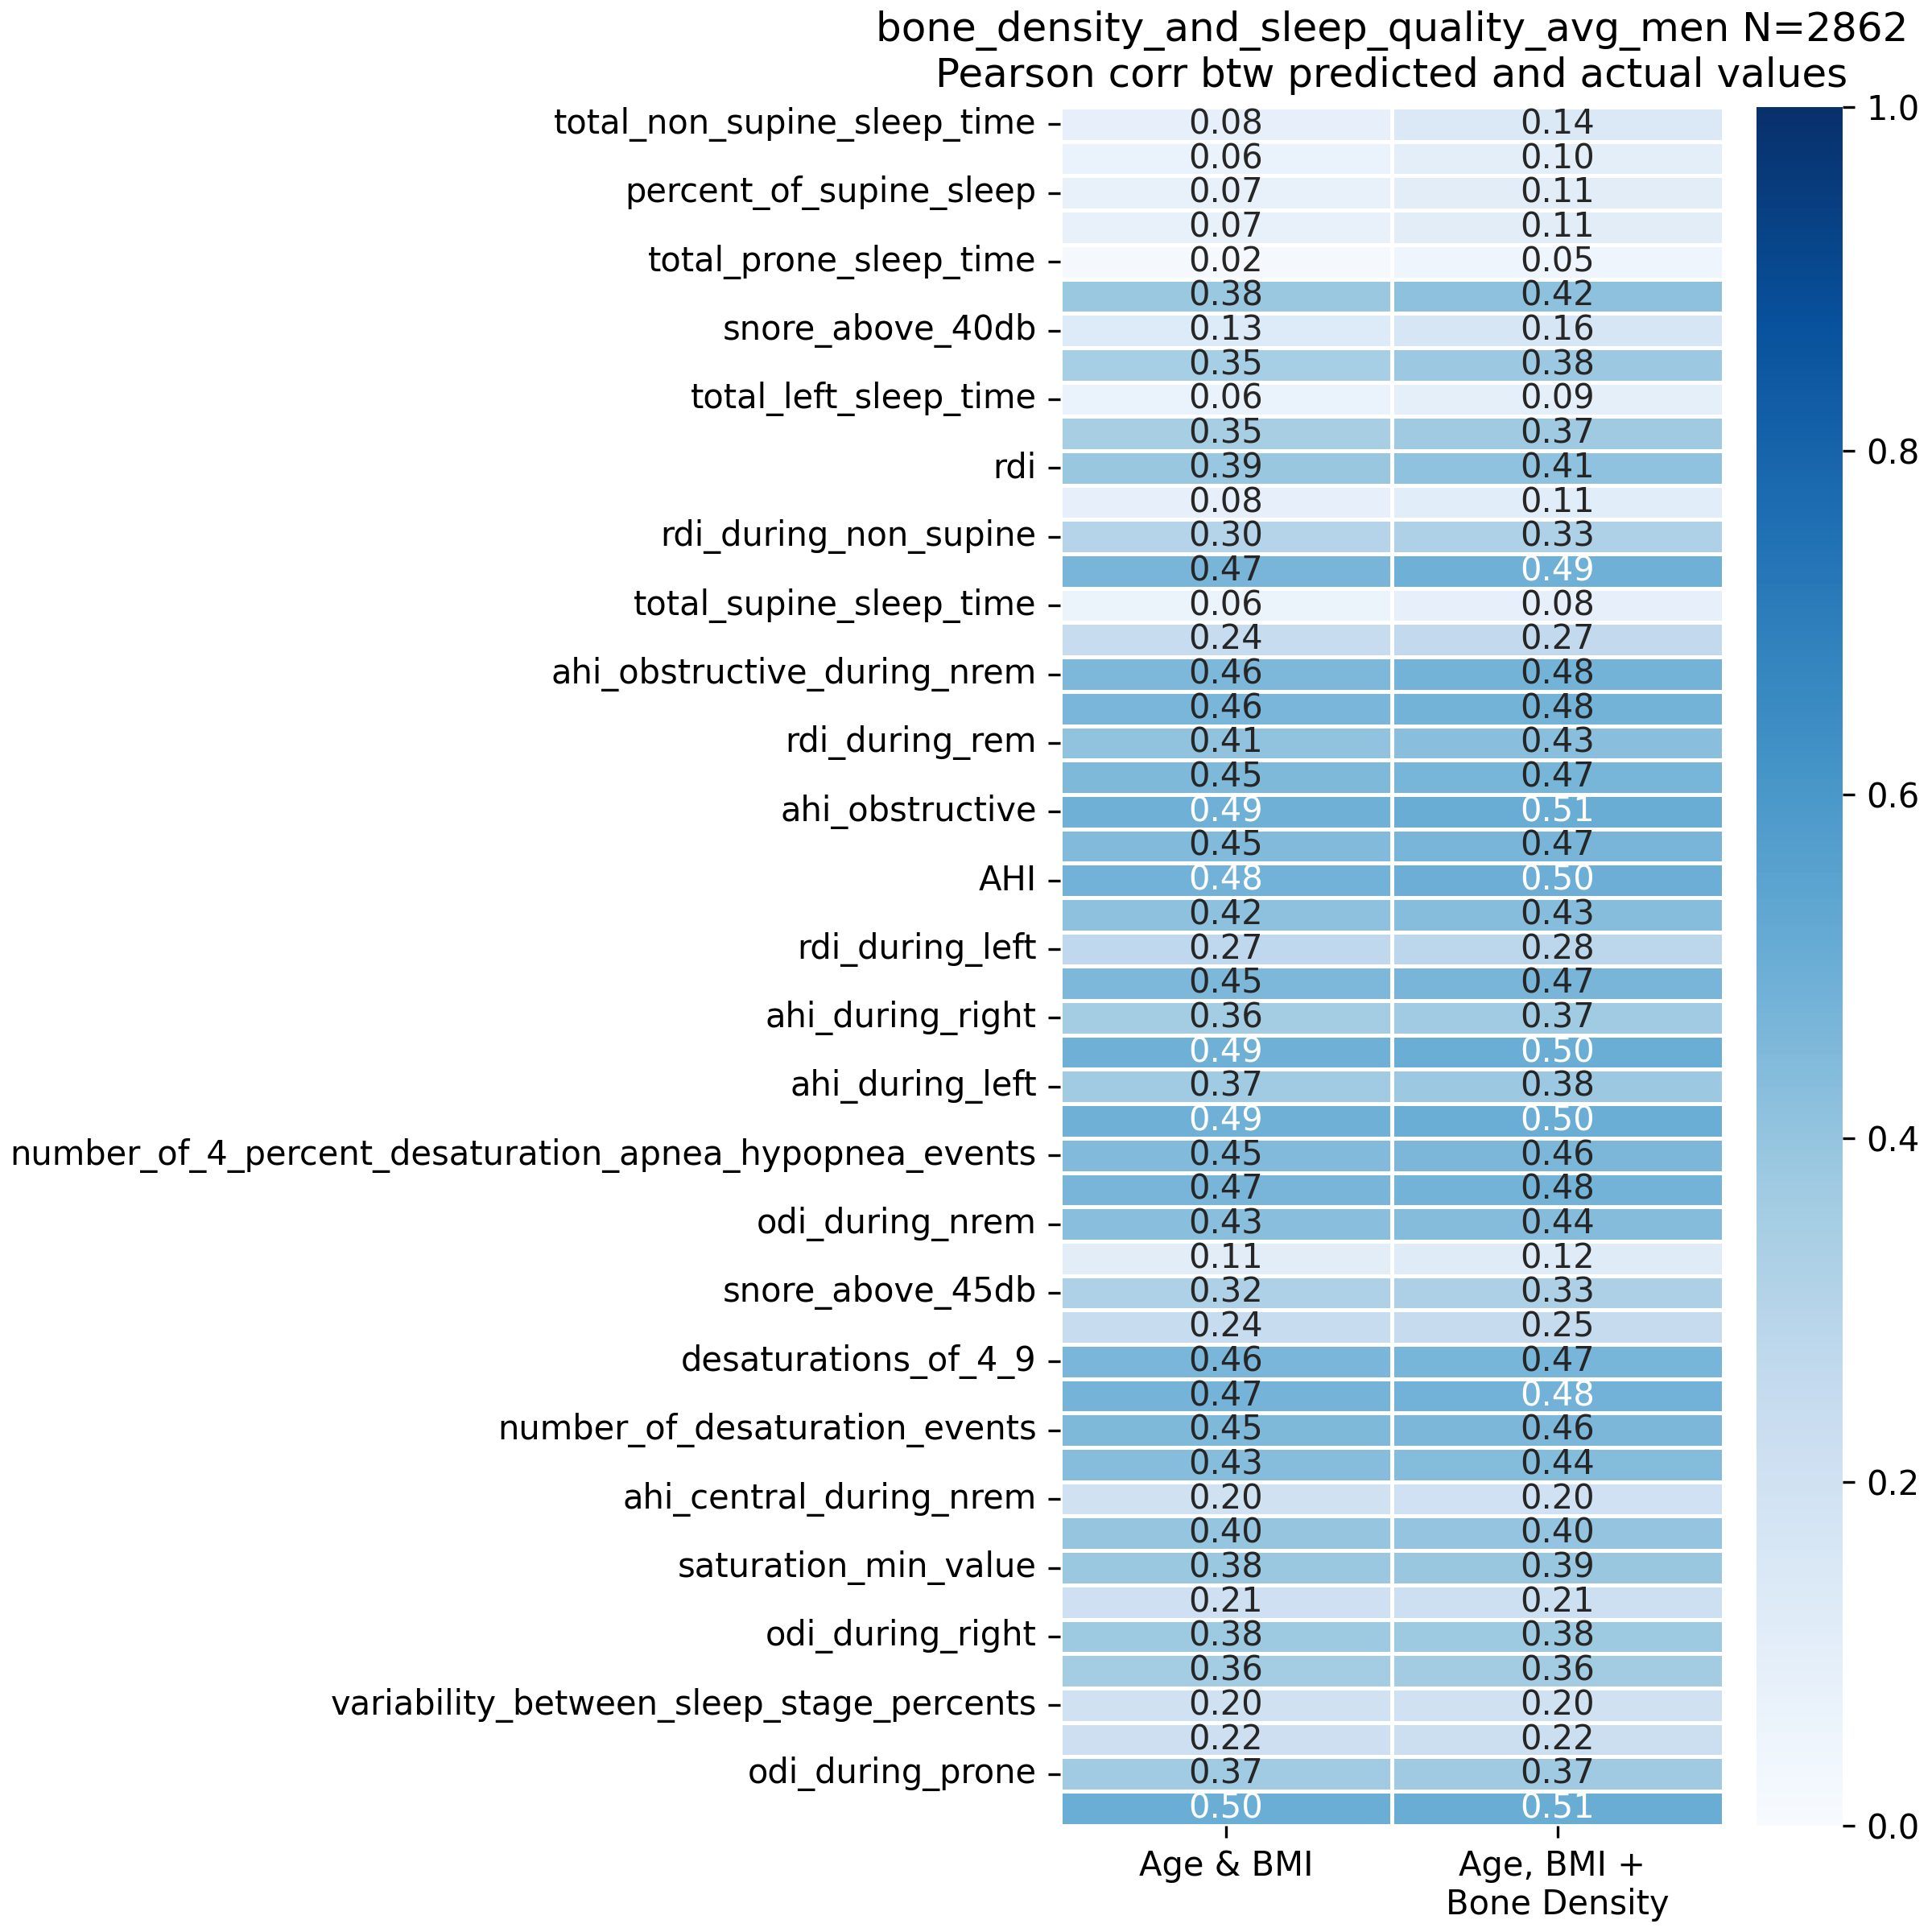 bone_density_and_sleep_quality_avg_men N=2862
Pearson corr btw predicted and actual values
total_non_supine_sleep_time 0.08 0.14
0.06 0.10
percent_of_supine_sleep 0.07 0.11
0.07 0.11
total_prone_sleep_time 0.02 0.05
0.38 0.42
snore_above_40db 0.13 0.16
0.35 0.38
total_left_sleep_time 0.06 0.09
0.35 0.37
rdi 0.39 0.41
0.08 0.11
rdi_during_non_supine 0.30 0.33
0.47 0.49
total_supine_sleep_time 0.06 0.08
0.24 0.27
ahi_obstructive_during_nrem 0.46 0.48
0.46 0.48
rdi_during_rem 0.41 0.43
0.45 0.47
ahi_obstructive 0.49 0.51
0.45 0.47
AHI 0.48 0.50
0.42 0.43
rdi_during_left 0.27 0.28
0.45 0.47
ahi_during_right 0.36 0.37
0.49 0.50
ahi_during_left 0.37 0.38
0.49 0.50
number_of_4_percent_desaturation_apnea_hypopnea_events 0.45 0.46
0.47 0.48
odi_during_nrem 0.43 0.44
0.11 0.12
snore_above_45db 0.32 0.33
0.24 0.25
desaturations_of_4_9 0.46 0.47
0.47 0.48
number_of_desaturation_events 0.45 0.46
0.43 0.44
ahi_central_during_nrem 0.20 0.20
0.40 0.40
saturation_min_value 0.38 0.39
0.21 0.21
odi_during_right 0.38 0.38
0.36 0.36
variability_between_sleep_stage_percents 0.20 0.20
0.22 0.22
odi_during_prone 0.37 0.37
0.50 0.51
Age & BMI
Age, BMI +
Bone Density
1.0
0.8
0.6
0.4
0.2
0.0